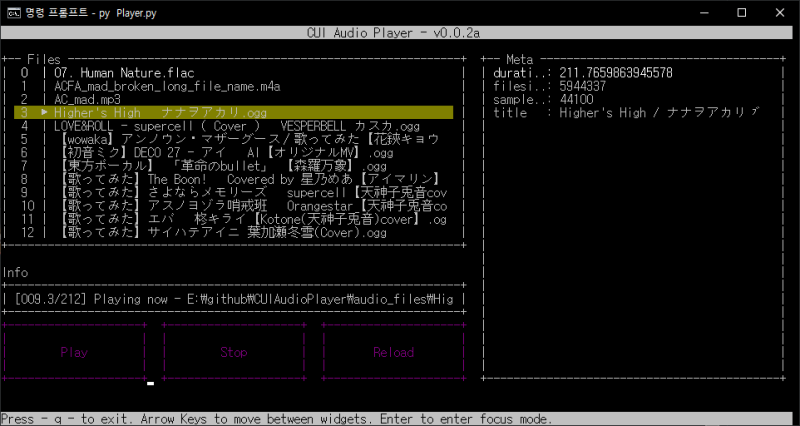 명령 프롬프트 - py Player.py
CUI Audio Player - v0.0.2a
Files
0 | 07. Human Nature.flac
1 | ACFA_mad_broken_long_file_name.m4a
2 | AC_mad.mp3
3 ▶ Higher's High ナナヲアカリ.ogg
4 | LOVE&ROLL - supercell ( Cover ) VESPERBELL カスカ.ogg
5 | 【wowaka】アンノウン・マザーグース/歌ってみた【花鋏キョウ
6 | 【初音ミク】DECO 27 - アイ AI【オリジナルMV】.ogg
7 | 【東方ボーカル】 「革命のbullet」 【森羅万象】.ogg
8 | 【歌ってみた】The Boon! Covered by 星乃めあ【アイマリン】
9 | 【歌ってみた】さよならメモリーズ supercell【天神子兎音cov
10 | 【歌ってみた】アスノヨゾラ哨戒班 Orangestar【天神子兎音co
11 | 【歌ってみた】エバ 柊キライ【Kotone(天神子兎音)cover】.og
12 | 【歌ってみた】サイハテアイニ 葉加瀬冬雪(Cover).ogg
Meta
durati..: 211.7659863945578
filesi..: 5944337
sample..: 44100
title : Higher's High / ナナヲアカリ
Info
[009.3/212] Playing now - E:₩github₩CUIAudioPlayer₩audio_files₩Hig
Play
Stop
Reload
Press - q - to exit. Arrow Keys to move between widgets. Enter to enter focus mode.